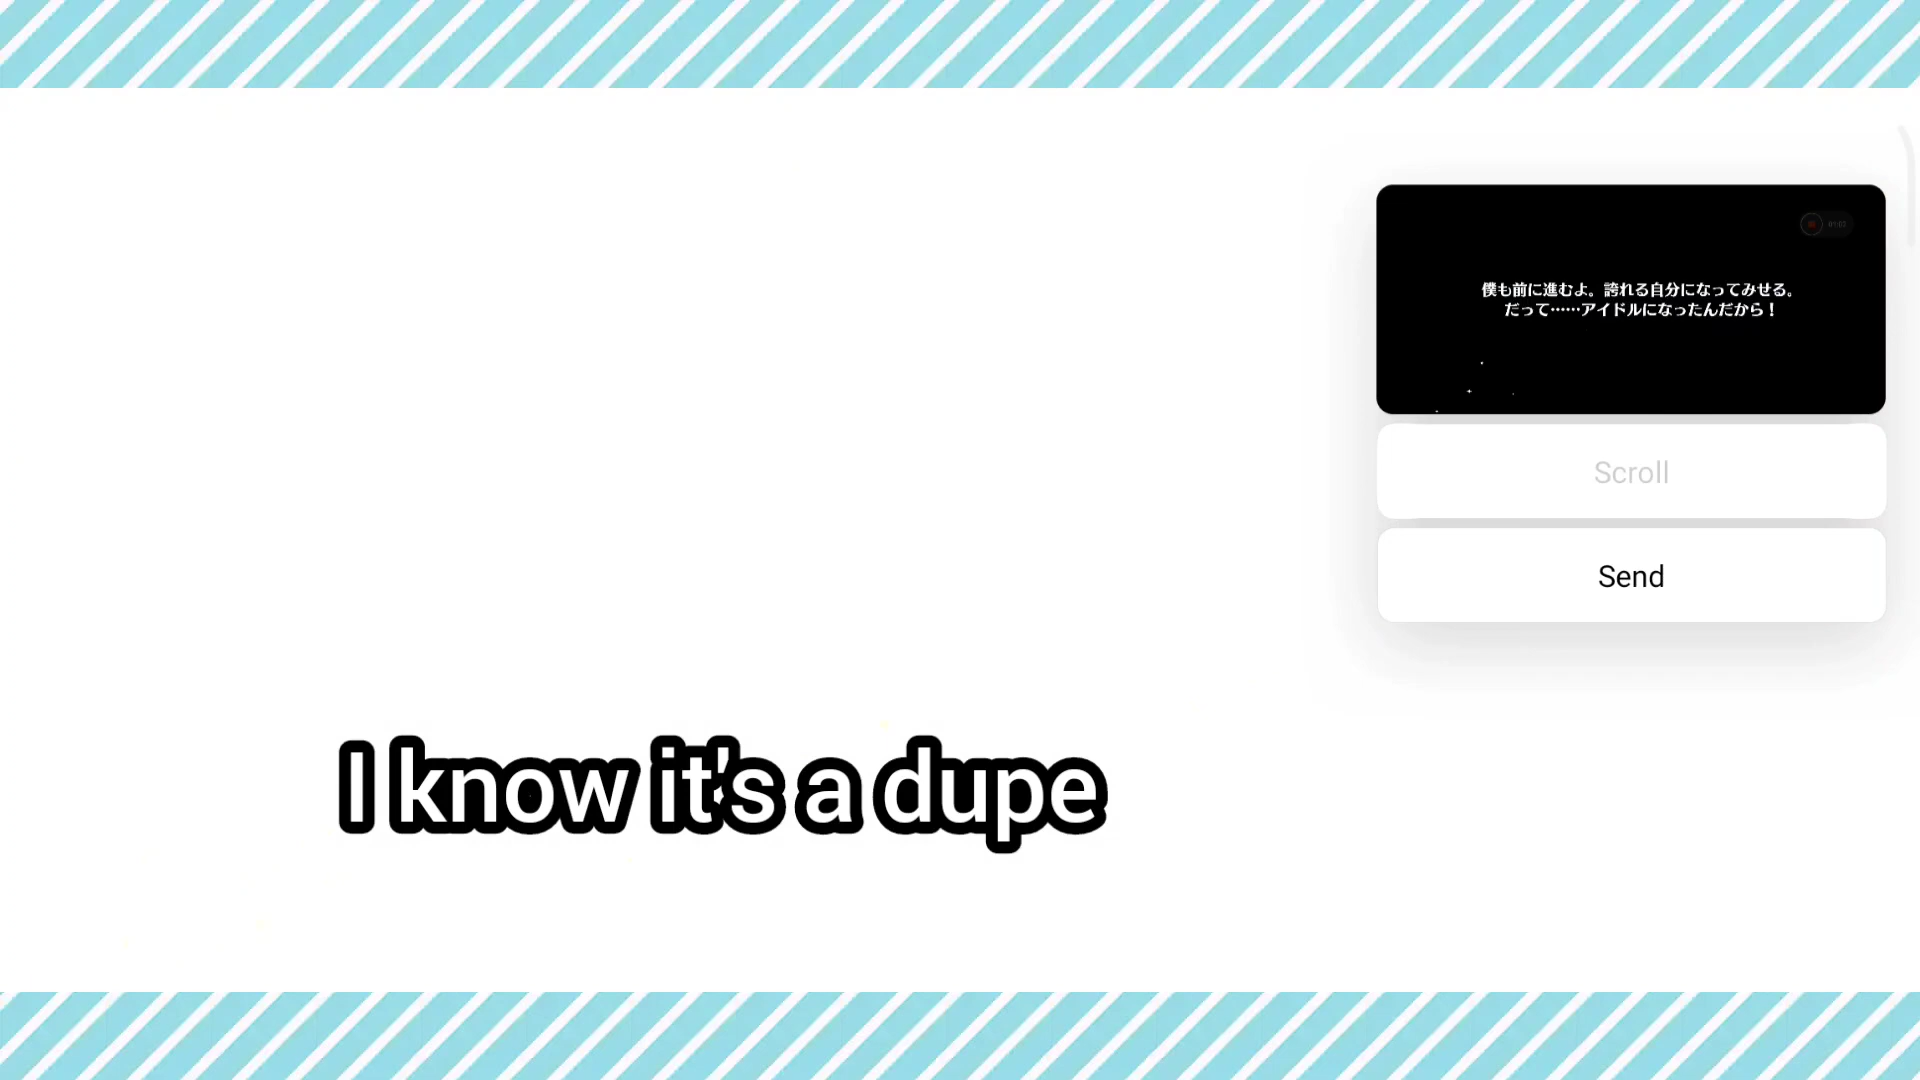 僕も前に進むよ。誇れる自分になってみせる。
だって……アイドルになったんだから！
Scroll
Send
I know it's a dupe